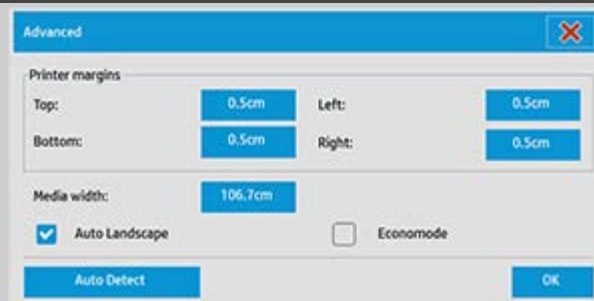 Advanced
Printer margins
Top: 0.5cm Left: 0.5cm
Bottom: 0.5cm Right: 0.5cm
Media width: 106.7cm
Auto Landscape Economode
Auto Detect OK